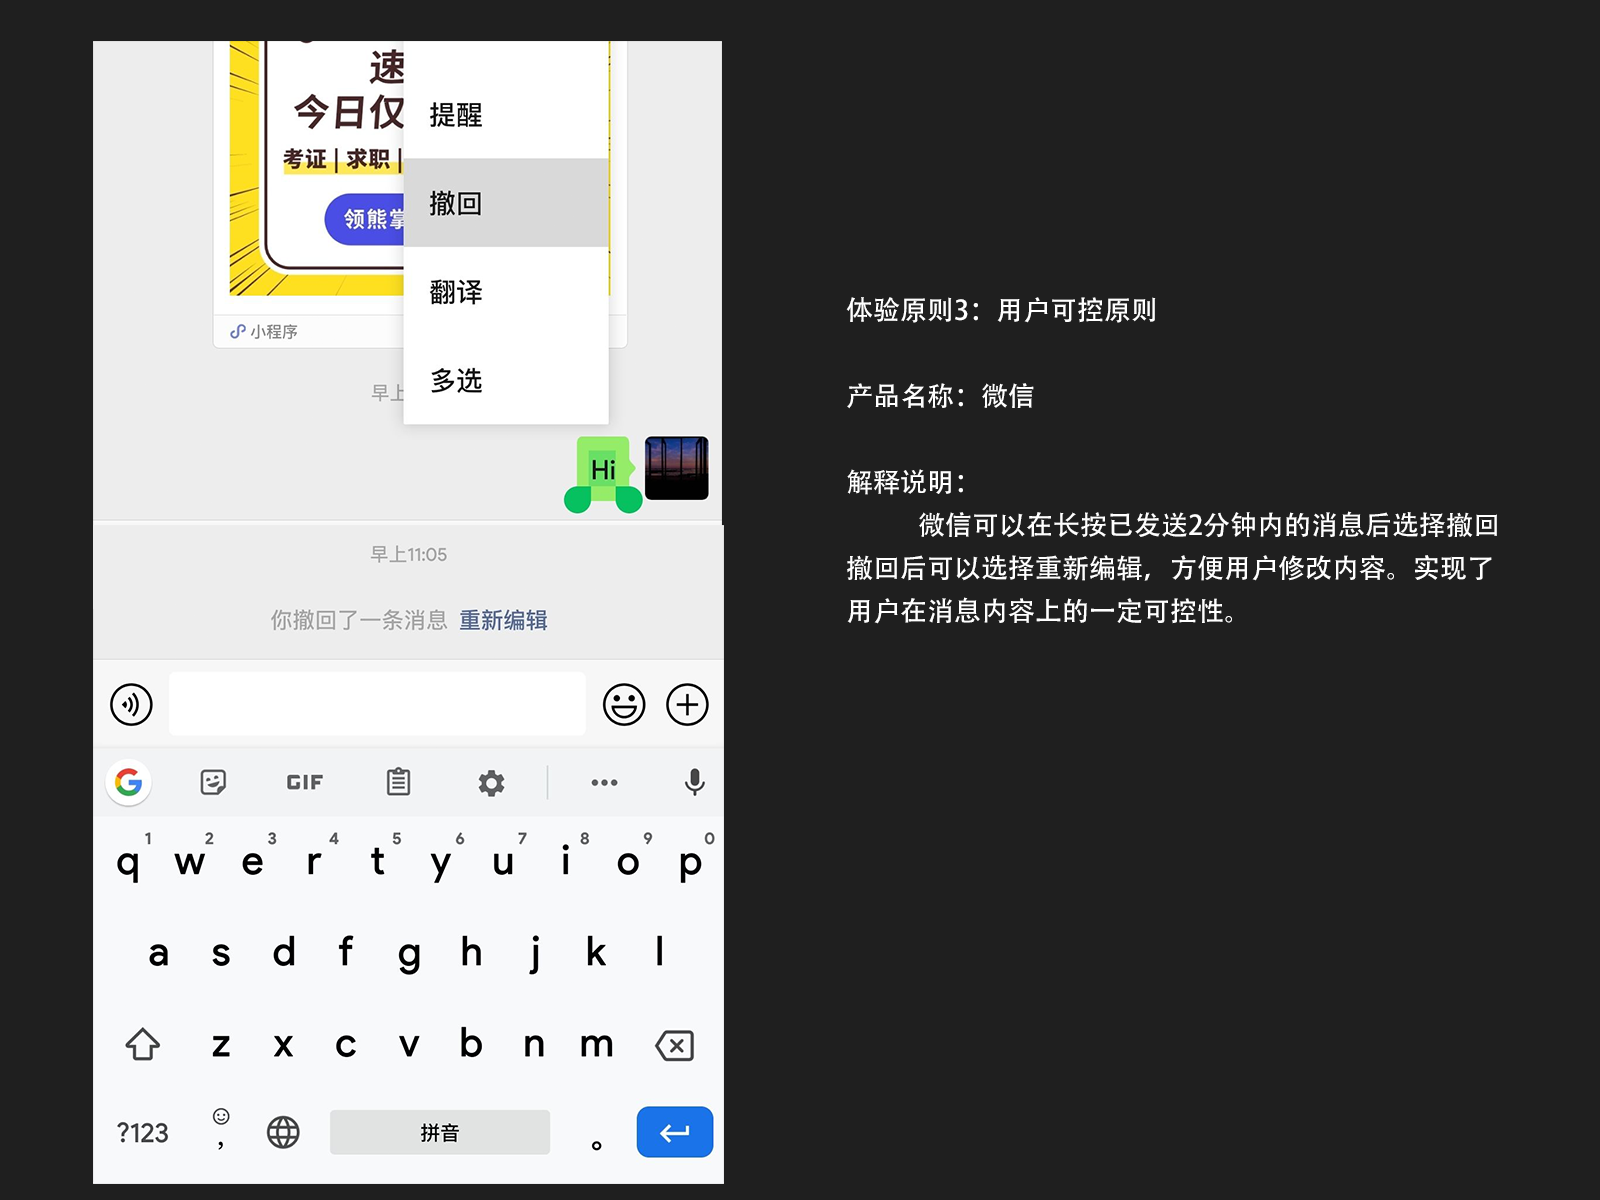 速
今日仅
考证 | 求职 |
领熊掌
小程序
提醒
撤回
翻译
多选
早上
Hi
早上11:05
你撤回了一条消息 重新编辑
GIF
1 2 3 4 5 6 7 8 9 0
q w e r t y u i o p
a s d f g h j k l
z x c v b n m
?123 , 拼音 。
体验原则3：用户可控原则
产品名称：微信
解释说明：
微信可以在长按已发送2分钟内的消息后选择撤回
撤回后可以选择重新编辑，方便用户修改内容。实现了
用户在消息内容上的一定可控性。